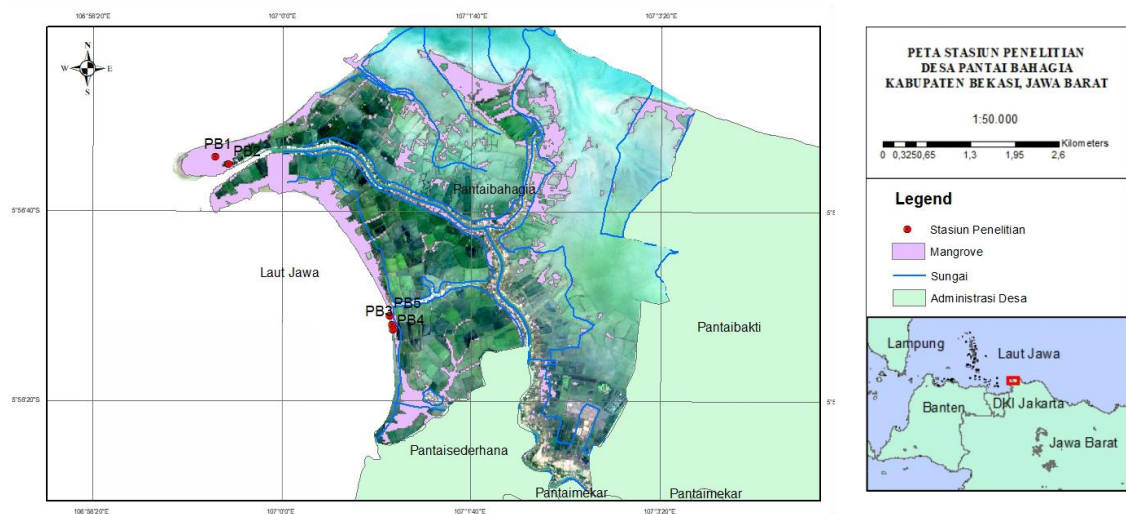 106°58'20"E
107°0'0"E
107°1'40"E
107°3'20"E
N
W
E
S
PB1
PB2
Pantaibahagia
5°56'40"S
5°5
Laut Jawa
PB5
PB3
PB4
Pantaibakti
5°58'20"S
5°5
Pantaisederhana
Pantaimekar
Pantaimekar
106°58'20"E
107°0'0"E
107°1'40"E
107°3'20"E
PETA STASIUN PENELITIAN
DESA PANTAI BAHAGIA
KABUPATEN BEKASI, JAWA BARAT
1:50.000
Kilometers
0 0,3250,65 1,3 1,95 2,6
Legend
Stasiun Penelitian
Mangrove
Sungai
Administrasi Desa
Lampung
Laut Jawa
DKI Jakarta
Banten
Jawa Barat